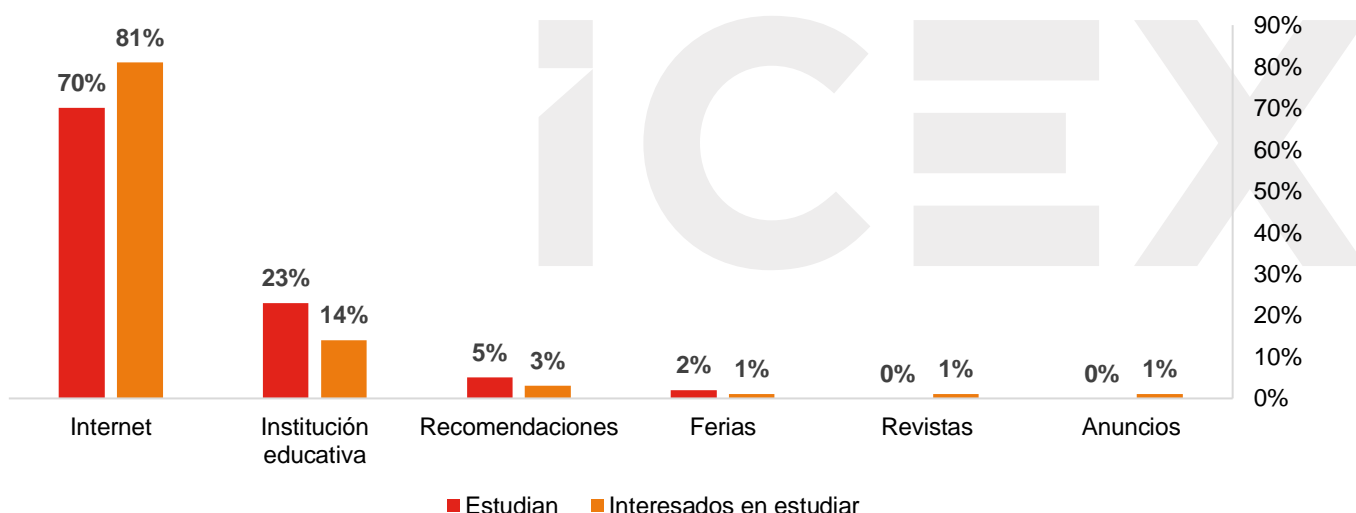 iCEX
90%
80%
70%
60%
50%
40%
30%
20%
10%
0%
70%
81%
23%
14%
5%
3%
2%
1%
0%
1%
0%
1%
Internet
Institución
educativa
Recomendaciones
Ferias
Revistas
Anuncios
Estudian
Interesados en estudiar